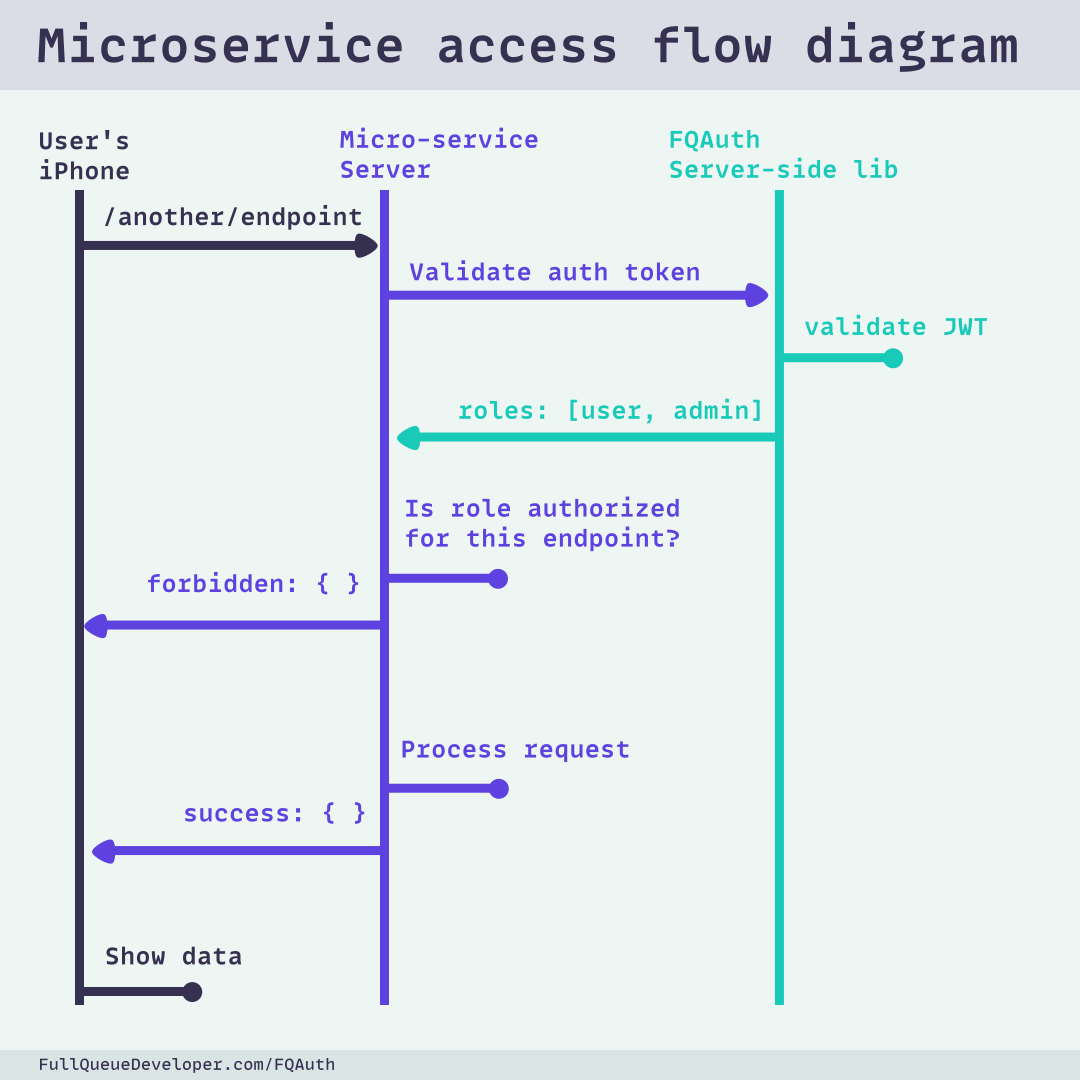 Microservice access flow diagram
User's
iPhone
Micro-service
Server
FQAuth
Server-side lib
/another/endpoint
Validate auth token
validate JWT
roles: [user, admin]
Is role authorized
for this endpoint?
forbidden: { }
Process request
success: { }
Show data
FullQueueDeveloper.com/FQAuth